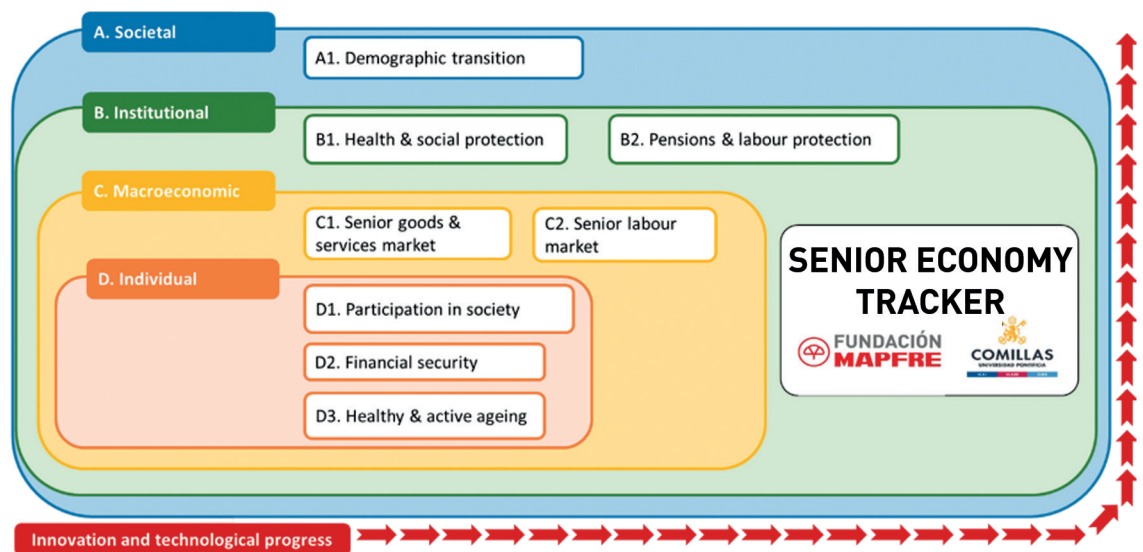 A. Societal
A1. Demographic transition
B. Institutional
B1. Health & social protection
B2. Pensions & labour protection
C. Macroeconomic
C1. Senior goods &
services market
C2. Senior labour
market
D. Individual
D1. Participation in society
D2. Financial security
D3. Healthy & active ageing
SENIOR ECONOMY
TRACKER
FUNDACIÓN
MAPFRE
COMILLAS
UNIVERSIDAD PONTIFICIA
Innovation and technological progress